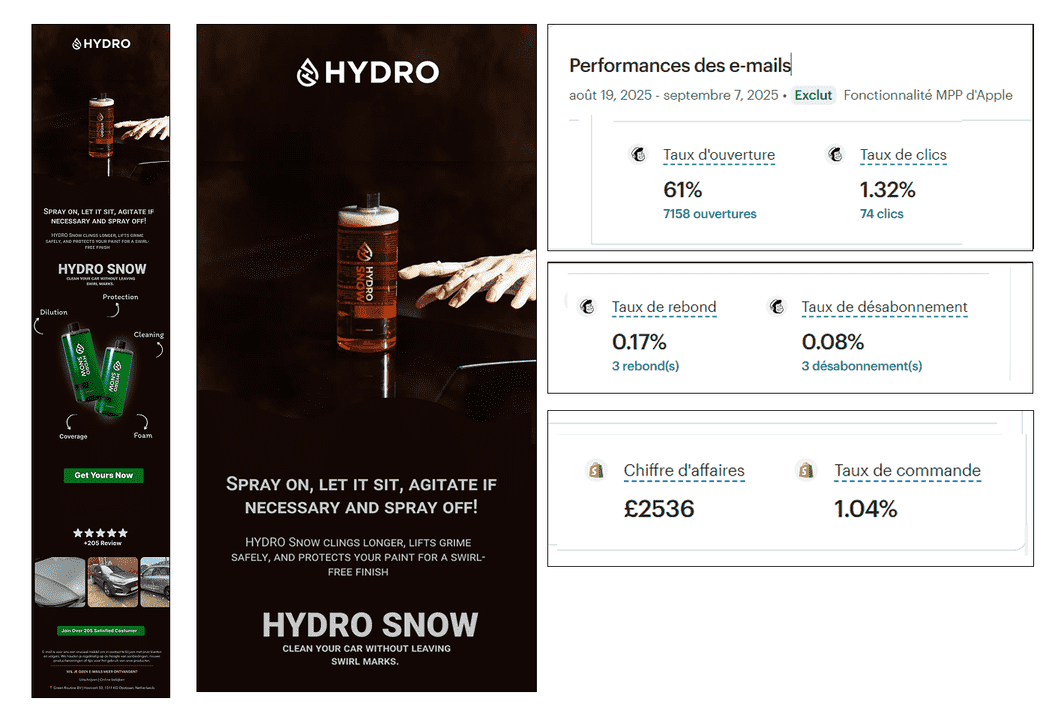 HYDRO
SPRAY ON, LET IT SIT, AGITATE IF
NECESSARY AND SPRAY OFF!
HYDRO SNOW CLINGS LONGER, LIFTS GRIME
SAFELY, AND PROTECTS YOUR PAINT FOR A SWIRL-
FREE FINISH
HYDRO SNOW
CLEAN YOUR CAR WITHOUT LEAVING
SWIRL MARKS.
Protection
Dilution
Cleaning
HYDRO
SNOW
HYDRO
SNOW
Coverage
Foam
Get Yours Now
+205 Review
Join Over 205 Satisfied Costumer
HYDRO
HYDRO
SNOW
SPRAY ON, LET IT SIT, AGITATE IF
NECESSARY AND SPRAY OFF!
HYDRO SNOW CLINGS LONGER, LIFTS GRIME
SAFELY, AND PROTECTS YOUR PAINT FOR A SWIRL-
FREE FINISH
HYDRO SNOW
CLEAN YOUR CAR WITHOUT LEAVING
SWIRL MARKS.
Performances des e-mails
août 19, 2025 - septembre 7, 2025 • Exclut Fonctionnalité MPP d'Apple
Taux d'ouverture Taux de clics
61% 1.32%
7158 ouvertures 74 clics
Taux de rebond Taux de désabonnement
0.17% 0.08%
3 rebond(s) 3 désabonnement(s)
Chiffre d'affaires Taux de commande
£2536 1.04%